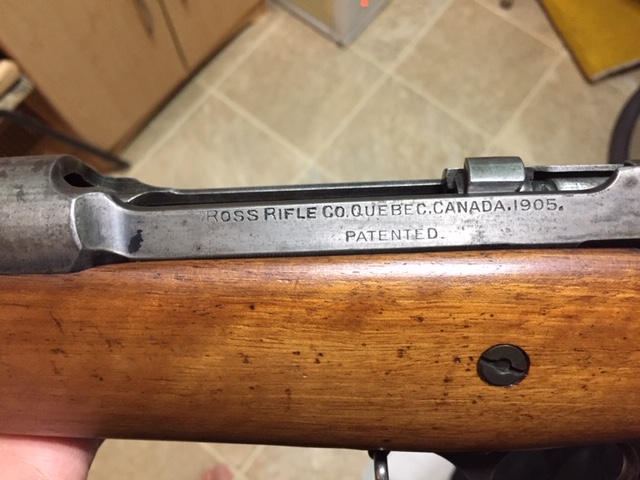 ROSS RIFLE CO. QUEBEC. CANADA. 1905.
PATENTED.